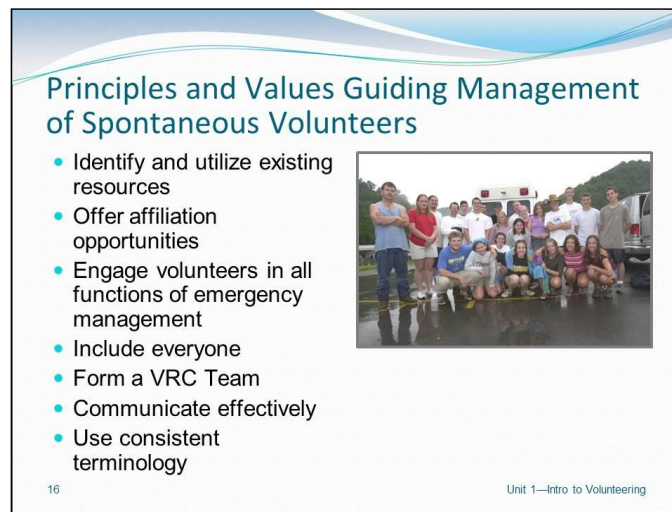 Principles and Values Guiding Management
of Spontaneous Volunteers
• Identify and utilize existing
resources
• Offer affiliation
opportunities
• Engage volunteers in all
functions of emergency
management
• Include everyone
• Form a VRC Team
• Communicate effectively
• Use consistent
terminology
16
Unit 1—Intro to Volunteering